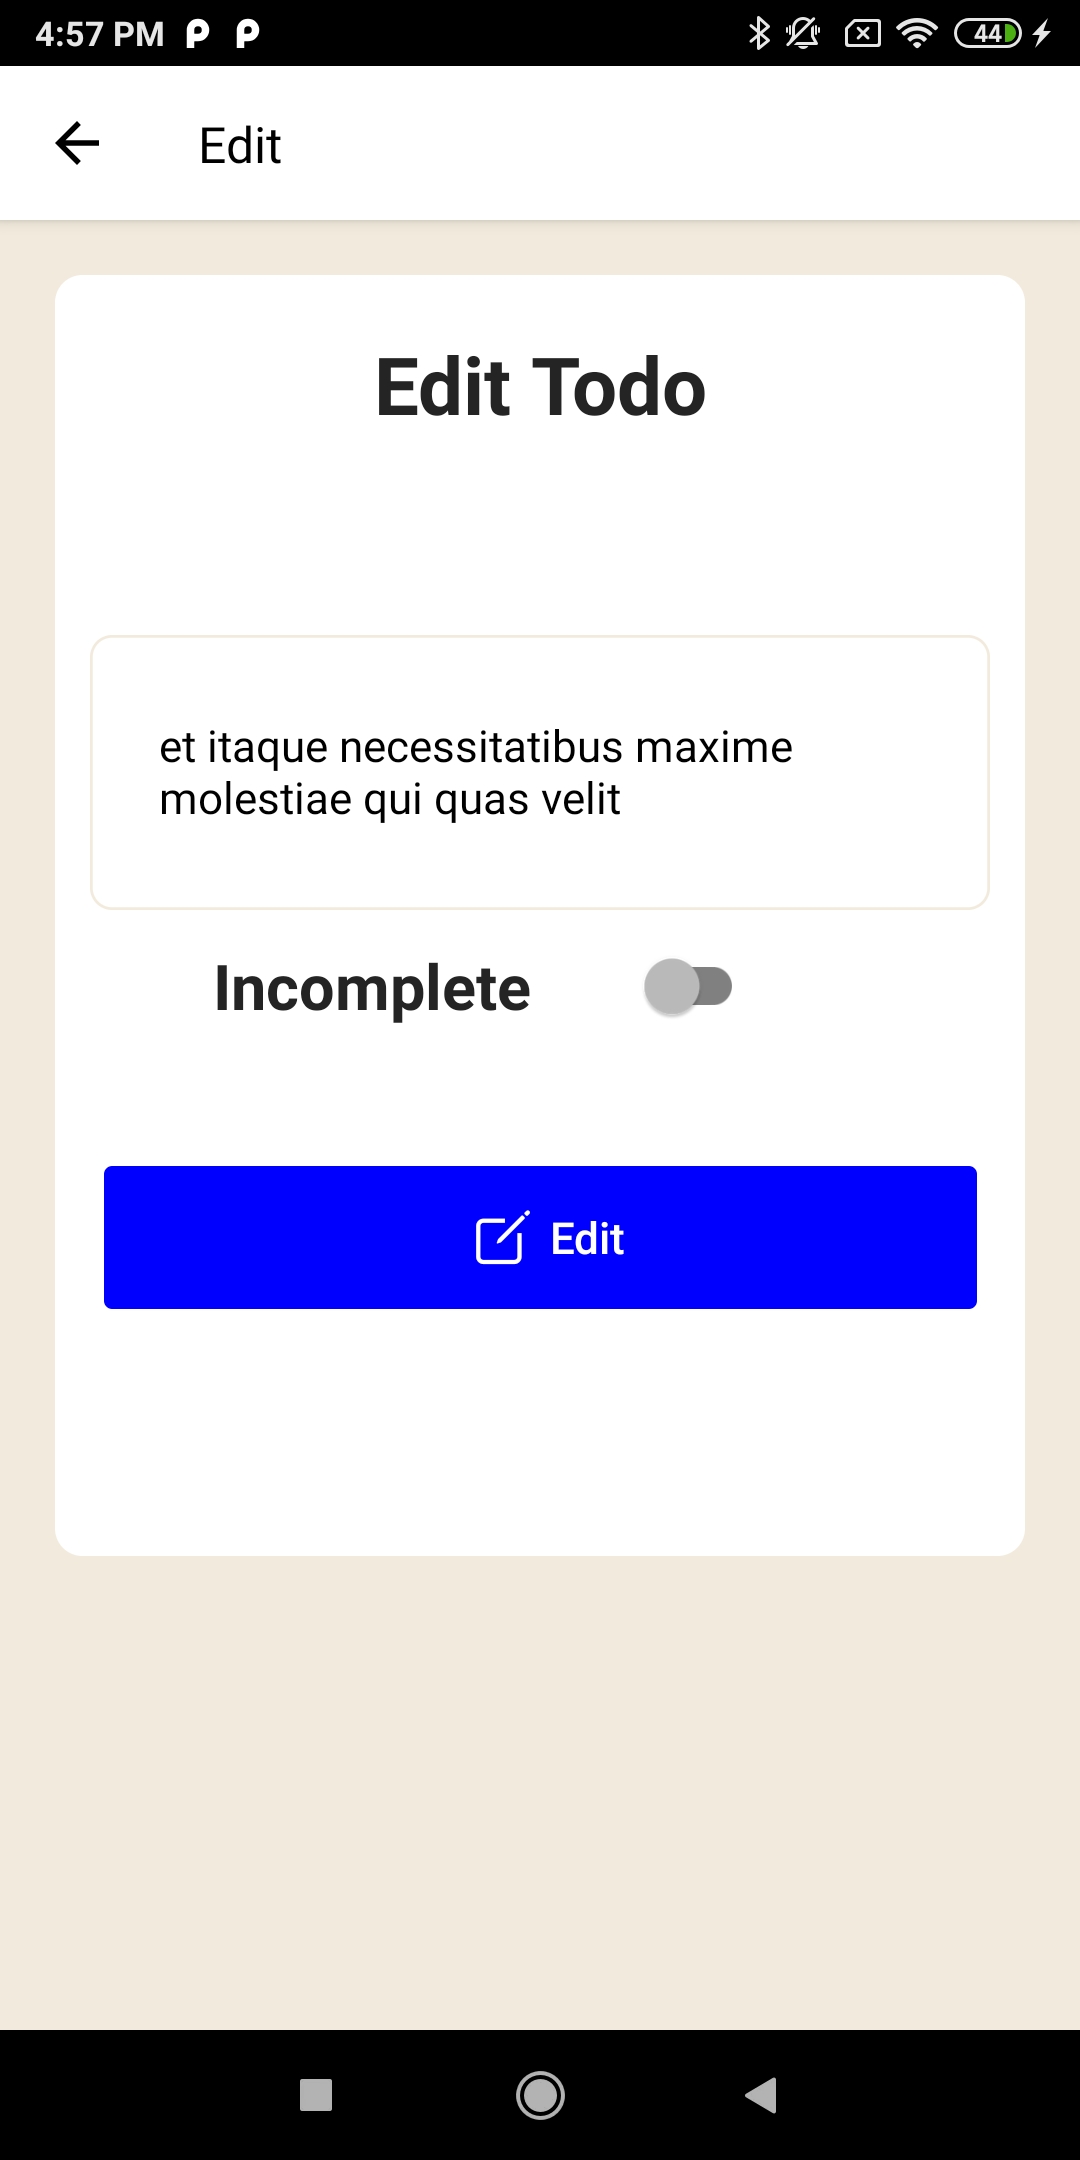 4:57 PM
44
Edit
Edit Todo
et itaque necessitatibus maxime
molestiae qui quas velit
Incomplete
Edit